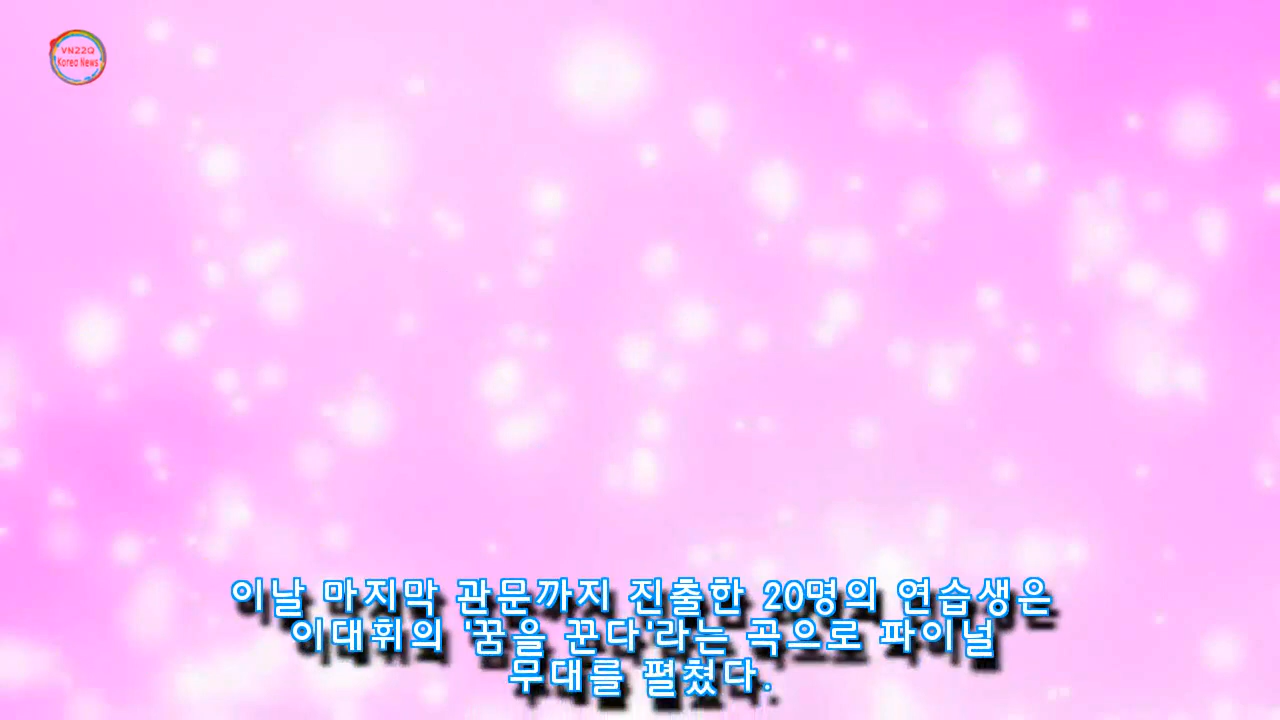 VN22Q
Korea News
이날 마지막 관문까지 진출한 20명의 연습생은
이대휘의 '꿈을 꾼다'라는 곡으로 파이널
무대를 펼쳤다.